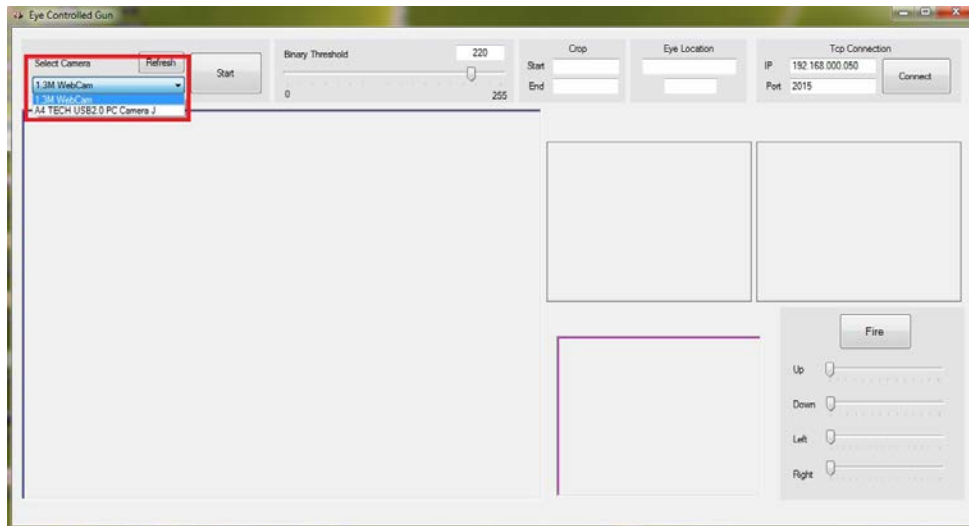 Eye Controlled Gun
Select Camera
Refresh
Start
1.3M WebCam
1.3M WebCam
A4 TECH USB2.0 PC Camera J
Binary Threshold
220
0
255
Crop
Start
End
Eye Location
Tcp Connection
IP 192.168.000.050
Port 2015
Connect
Fire
Up
Down
Left
Right